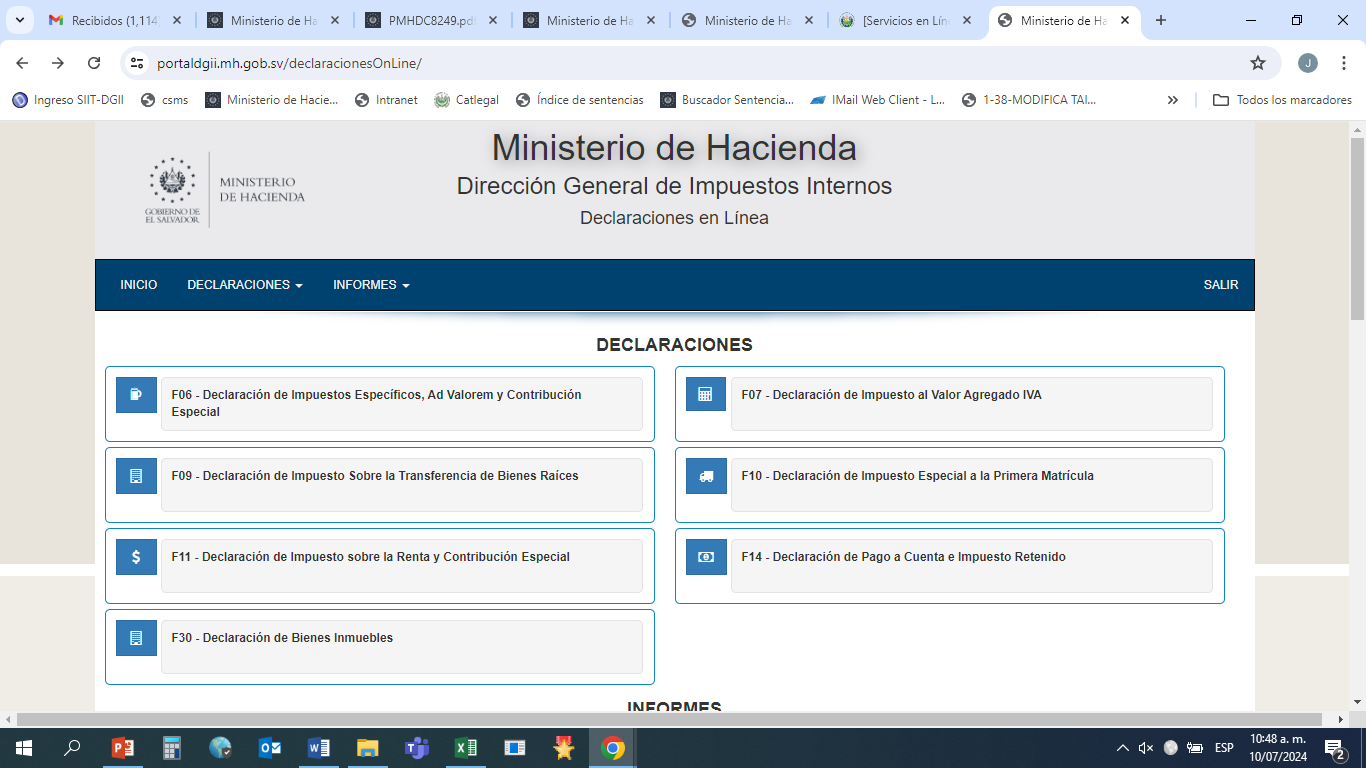 Recibidos (1,114
Ministerio de Ha
PMHDC8249.pd
Ministerio de Ha
Ministerio de Ha
[Servicios en Lín
Ministerio de Ha
portaldgii.mh.gob.sv/declaracionesOnLine/
J
Ingreso SIIT-DGII
csms
Ministerio de Hacie...
Intranet
Catlegal
Índice de sentencias
Buscador Sentencia...
IMail Web Client - L...
1-38-MODIFICA TAI...
Todos los marcadores
Ministerio de Hacienda
Dirección General de Impuestos Internos
Declaraciones en Línea
GOBIERNO DE
EL SALVADOR
MINISTERIO
DE HACIENDA
INICIO
DECLARACIONES
INFORMES
SALIR
DECLARACIONES
F06 - Declaración de Impuestos Específicos, Ad Valorem y Contribución
Especial
F07 - Declaración de Impuesto al Valor Agregado IVA
F09 - Declaración de Impuesto Sobre la Transferencia de Bienes Raíces
F10 - Declaración de Impuesto Especial a la Primera Matrícula
F11 - Declaración de Impuesto sobre la Renta y Contribución Especial
F14 - Declaración de Pago a Cuenta e Impuesto Retenido
F30 - Declaración de Bienes Inmuebles
INFORMES
ESP
10:48 a. m.
10/07/2024
2